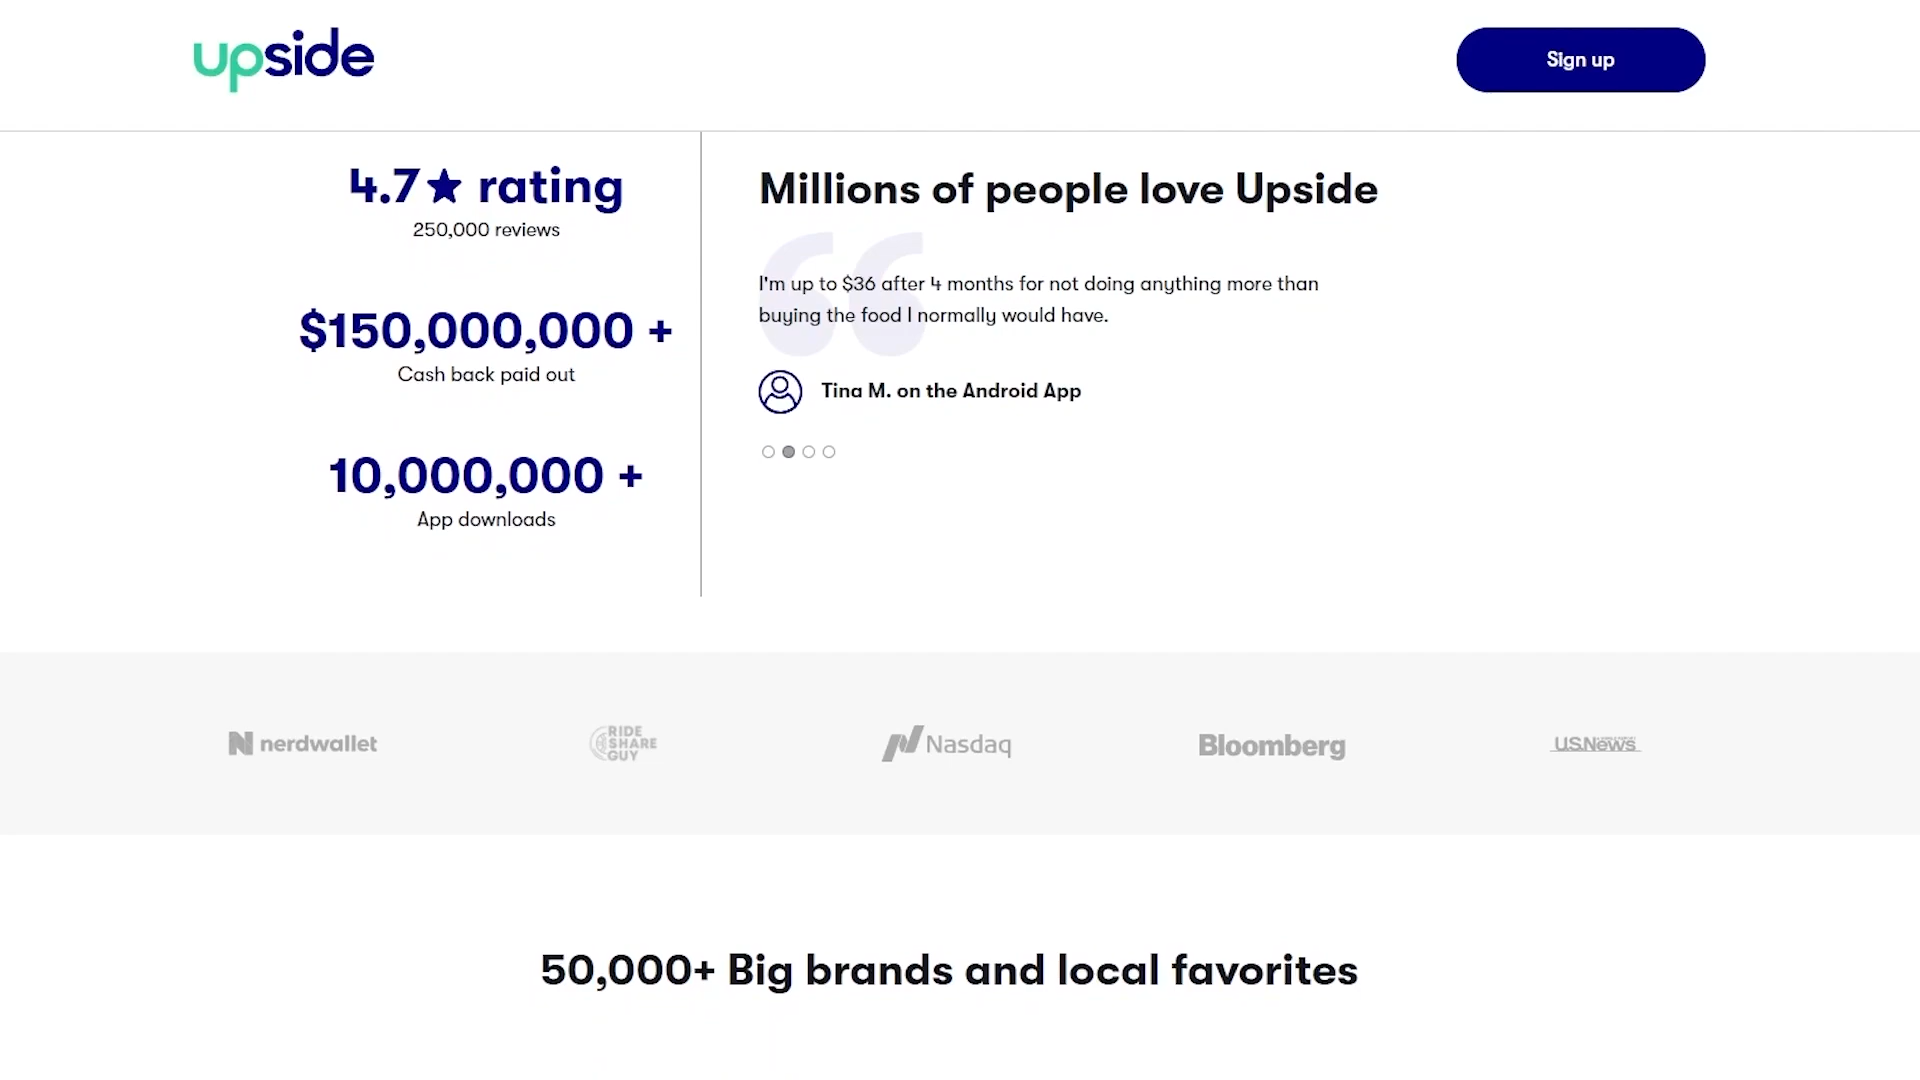 upside
Sign up
4.7★ rating
250,000 reviews
$150,000,000 +
Cash back paid out
10,000,000 +
App downloads
Millions of people love Upside
I'm up to $36 after 4 months for not doing anything more than
buying the food I normally would have.
Tina M. on the Android App
nerdwallet
RIDE
SHARE
GUY
Nasdaq
Bloomberg
U.S.News
50,000+ Big brands and local favorites